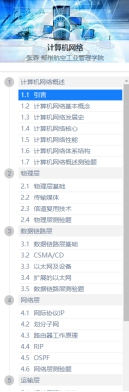 计算机网络
张彦 郑州航空工业管理学院
1 计算机网络概述
1.1 引言
1.2 计算机网络基本概念
1.3 计算机网络发展史
1.4 计算机网络核心
1.5 计算机网络性能
1.6 计算机网络体系结构
1.7 计算机网络概述测验题
2 物理层
2.1 物理层基础
2.2 传输媒体
2.3 信道复用技术
2.4 物理层测验题
3 数据链路层
3.1 数据链路层基础
3.2 CSMA/CD
3.3 以太网及设备
3.4 扩展的以太网
3.5 数据链路层测验题
4 网络层
4.1 网际协议IP
4.2 划分子网
4.3 路由器工作原理
4.4 RIP
4.5 OSPF
4.6 网络层测验题
5 运输层